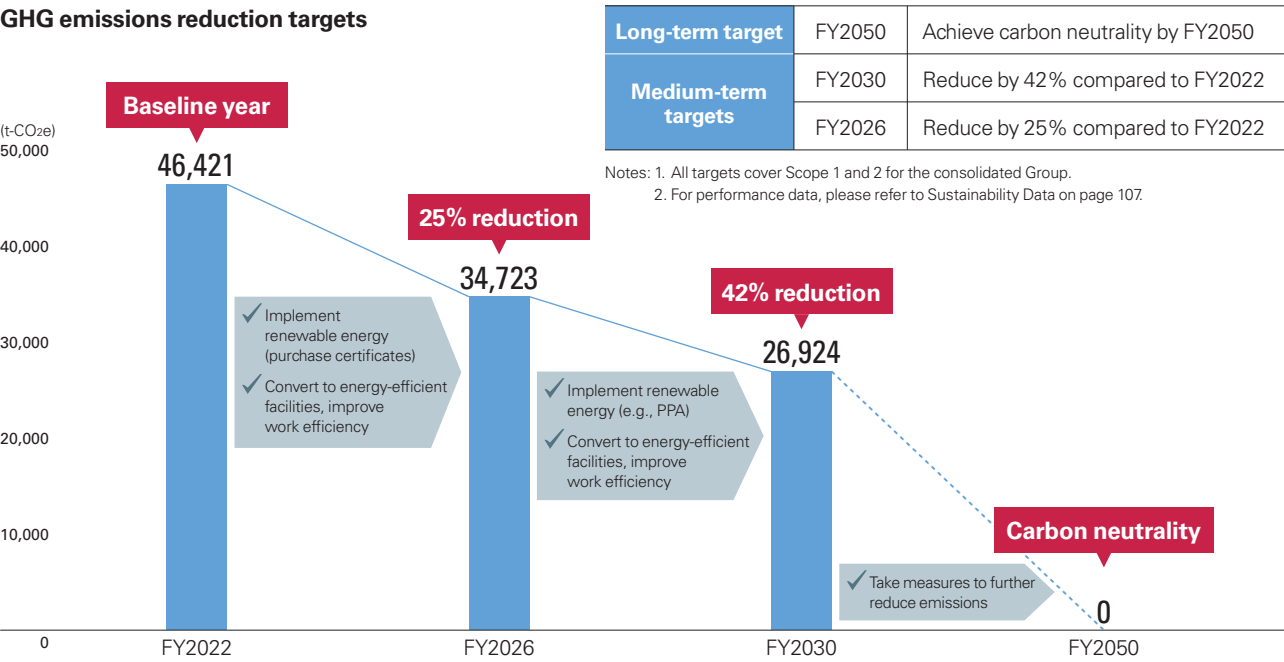 GHG emissions reduction targets
Long-term target FY2050 Achieve carbon neutrality by FY2050
Medium-term
targets
FY2030 Reduce by 42% compared to FY2022
FY2026 Reduce by 25% compared to FY2022
Notes: 1. All targets cover Scope 1 and 2 for the consolidated Group.
2. For performance data, please refer to Sustainability Data on page 107.
(t-CO2e)
50,000
40,000
30,000
20,000
10,000
0
Baseline year
46,421
25% reduction
34,723
42% reduction
26,924
Carbon neutrality
0
Implement
renewable energy
(purchase certificates)
Convert to energy-efficient
facilities, improve
work efficiency
Implement renewable
energy (e.g., PPA)
Convert to energy-efficient
facilities, improve
work efficiency
Take measures to further
reduce emissions
FY2022
FY2026
FY2030
FY2050